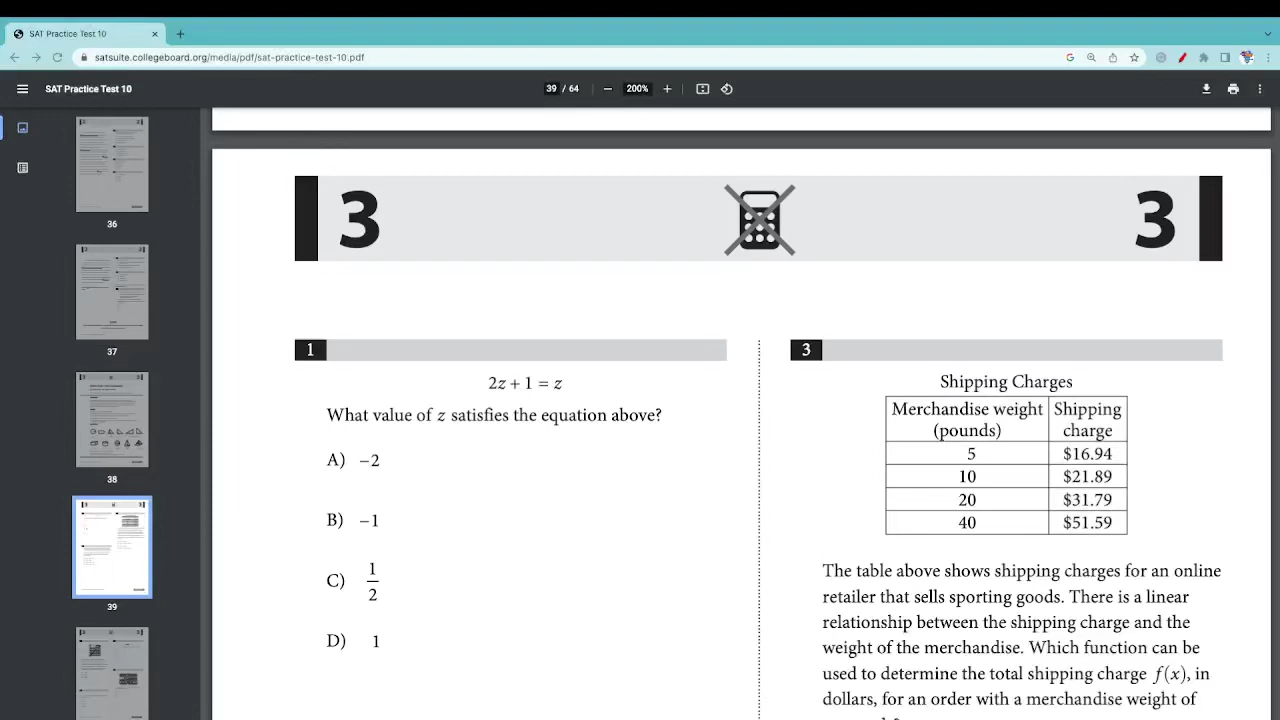 SAT Practice Test 10
satsuite.collegeboard.org/media/pdf/sat-practice-test-10.pdf
SAT Practice Test 10
39 / 64
200%
36
37
38
39
3
3
1
2z + 1 = z
What value of z satisfies the equation above?
A) −2
B) −1
C) 1/2
D) 1
3
Shipping Charges
Merchandise weight (pounds) Shipping charge
5 $16.94
10 $21.89
20 $31.79
40 $51.59
The table above shows shipping charges for an online
retailer that sells sporting goods. There is a linear
relationship between the shipping charge and the
weight of the merchandise. Which function can be
used to determine the total shipping charge f(x), in
dollars, for an order with a merchandise weight of